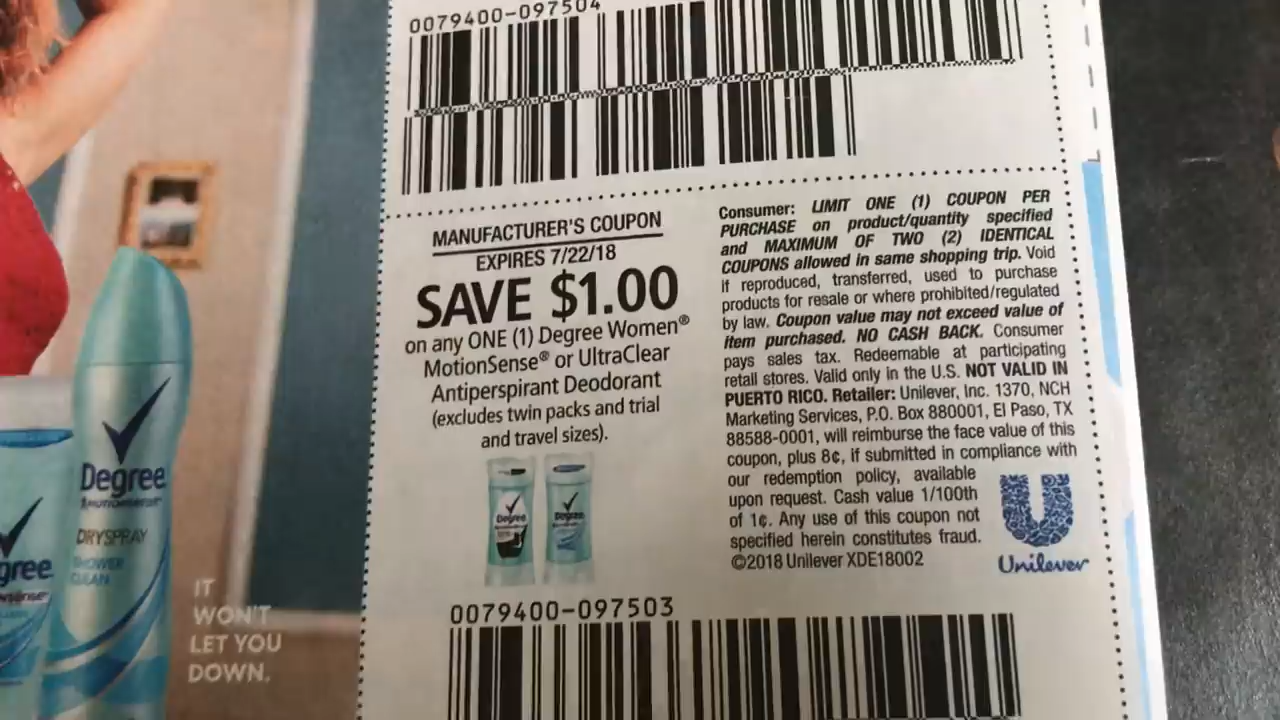 0079400-097504
MANUFACTURER'S COUPON
EXPIRES 7/22/18
SAVE $1.00
on any ONE (1) Degree Women®
MotionSense® or UltraClear
Antiperspirant Deodorant
(excludes twin packs and trial
and travel sizes).
Consumer: LIMIT ONE (1) COUPON PER
PURCHASE on product/quantity specified
and MAXIMUM OF TWO (2) IDENTICAL
COUPONS allowed in same shopping trip. Void
if reproduced, transferred, used to purchase
products for resale or where prohibited/regulated
by law. Coupon value may not exceed value of
item purchased. NO CASH BACK. Consumer
pays sales tax. Redeemable at participating
retail stores. Valid only in the U.S. NOT VALID IN
PUERTO RICO. Retailer: Unilever, Inc. 1370, NCH
Marketing Services, P.O. Box 880001, El Paso, TX
88588-0001, will reimburse the face value of this
coupon, plus 8¢, if submitted in compliance with
our redemption policy, available
upon request. Cash value 1/100th
of 1¢. Any use of this coupon not
specified herein constitutes fraud.
©2018 Unilever XDE18002
Unilever
Degree
Degree
0079400-097503
Degree
MOTIONSENSE
DRYSPRAY
SHOWER
CLEAN
gree
nsense
IT
WON'T
LET YOU
DOWN.